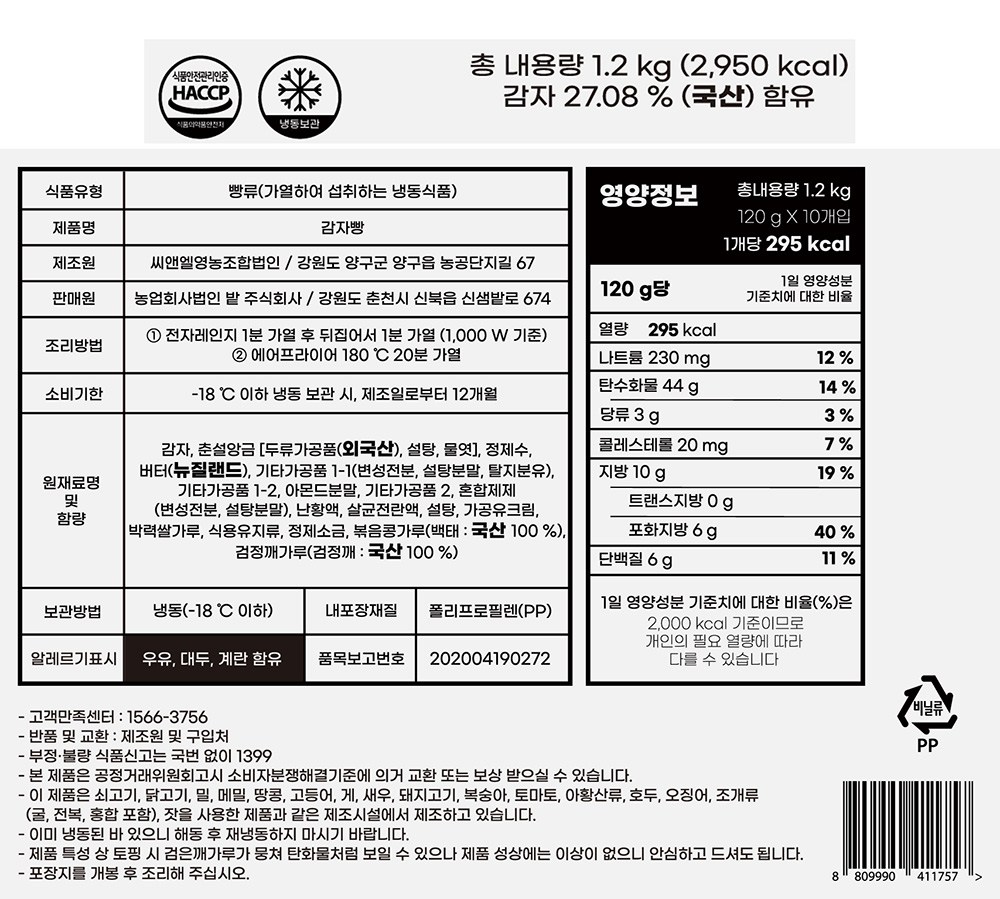 식품안전관리인증
HACCP
식품의약품안전처
냉동보관
총 내용량 1.2 kg (2,950 kcal)
감자 27.08 % (국산) 함유
식품유형 빵류(가열하여 섭취하는 냉동식품)
제품명 감자빵
제조원 씨앤엘영농조합법인 / 강원도 양구군 양구읍 농공단지길 67
판매원 농업회사법인 밭 주식회사 / 강원도 춘천시 신북읍 신샘밭로 674
조리방법
① 전자레인지 1분 가열 후 뒤집어서 1분 가열 (1,000 W 기준)
② 에어프라이어 180 ℃ 20분 가열
소비기한 -18 ℃ 이하 냉동 보관 시, 제조일로부터 12개월
원재료명
및
함량
감자, 춘설앙금 [두류가공품(외국산), 설탕, 물엿], 정제수,
버터(뉴질랜드), 기타가공품 1-1(변성전분, 설탕분말, 탈지분유),
기타가공품 1-2, 아몬드분말, 기타가공품 2, 혼합제제
(변성전분, 설탕분말), 난황액, 살균전란액, 설탕, 가공유크림,
박력쌀가루, 식용유지류, 정제소금, 볶음콩가루(백태 : 국산 100 %),
검정깨가루(검정깨 : 국산 100 %)
보관방법 냉동(-18 ℃ 이하) 내포장재질 폴리프로필렌(PP)
알레르기표시 우유, 대두, 계란 함유 품목보고번호 202004190272
영양정보
총내용량 1.2 kg
120 g X 10개입
1개당 295 kcal
120 g당
1일 영양성분
기준치에 대한 비율
열량 295 kcal
나트륨 230 mg 12 %
탄수화물 44 g 14 %
당류 3 g 3 %
콜레스테롤 20 mg 7 %
지방 10 g 19 %
트랜스지방 0 g
포화지방 6 g 40 %
단백질 6 g 11 %
1일 영양성분 기준치에 대한 비율(%)은
2,000 kcal 기준이므로
개인의 필요 열량에 따라
다를 수 있습니다
비닐류
PP
- 고객만족센터 : 1566-3756
- 반품 및 교환 : 제조원 및 구입처
- 부정·불량 식품신고는 국번 없이 1399
- 본 제품은 공정거래위원회고시 소비자분쟁해결기준에 의거 교환 또는 보상 받으실 수 있습니다.
- 이 제품은 쇠고기, 닭고기, 밀, 메밀, 땅콩, 고등어, 게, 새우, 돼지고기, 복숭아, 토마토, 아황산류, 호두, 오징어, 조개류
(굴, 전복, 홍합 포함), 잣을 사용한 제품과 같은 제조시설에서 제조하고 있습니다.
- 이미 냉동된 바 있으니 해동 후 재냉동하지 마시기 바랍니다.
- 제품 특성 상 토핑 시 검은깨가루가 뭉쳐 탄화물처럼 보일 수 있으나 제품 성상에는 이상이 없으니 안심하고 드셔도 됩니다.
- 포장지를 개봉 후 조리해 주십시오.
8 809990 411757 >